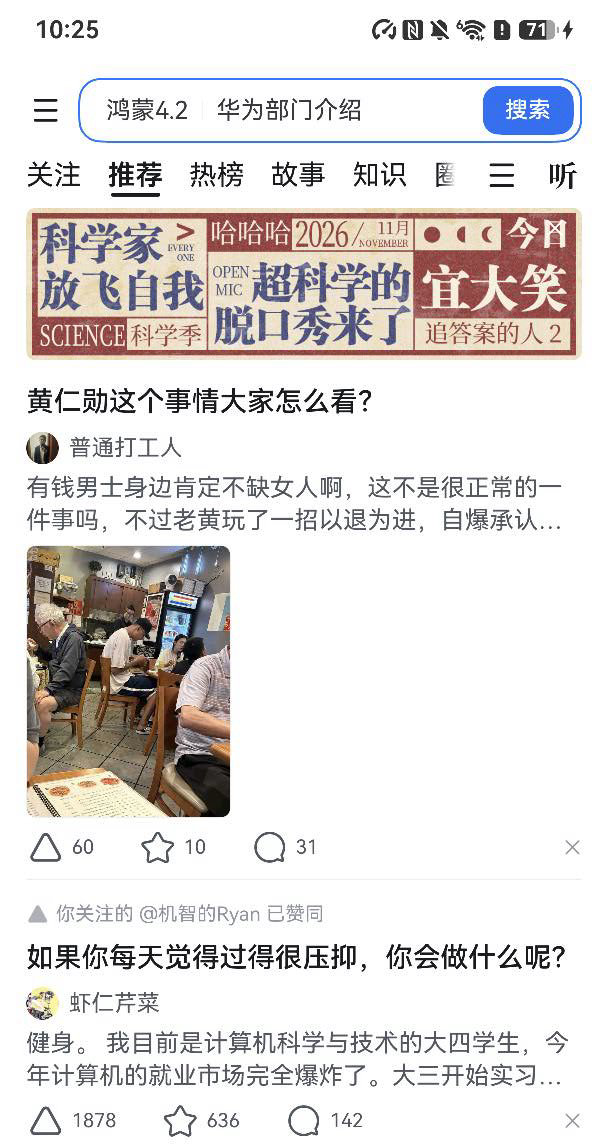 10:25
71
鸿蒙4.2 华为部门介绍 搜索
关注 推荐 热榜 故事 知识 圈 听
科学家
EVERY ONE
放飞自我
SCIENCE 科学季
哈哈哈 2026/ 11月 NOVEMBER
OPEN MIC 超科学的
脱口秀来了
今日
宜大笑
追答案的人2
黄仁勋这个事情大家怎么看?
普通打工人
有钱男士身边肯定不缺女人啊，这不是很正常的一
件事吗，不过老黄玩了一招以退为进，自爆承认...
60 10 31
你关注的 @机智的Ryan 已赞同
如果你每天觉得过得很压抑，你会做什么呢?
虾仁芹菜
健身。 我目前是计算机科学与技术的大四学生，今
年计算机的就业市场完全爆炸了。大三开始实习...
1878 636 142